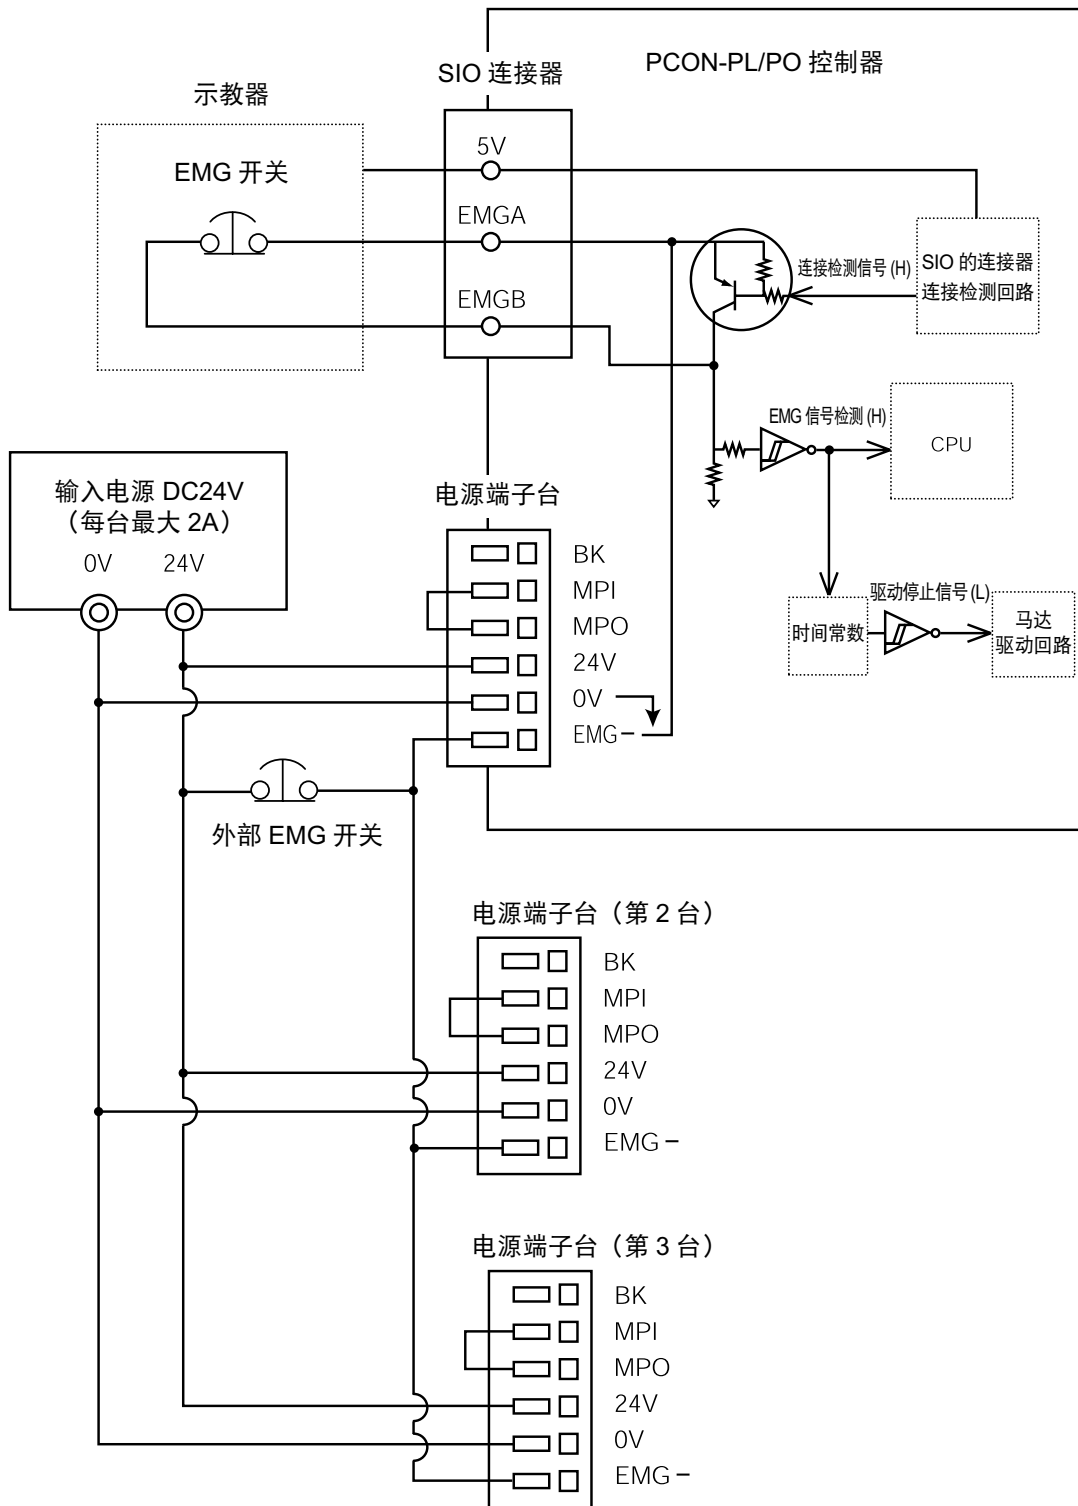 PCON-PL/PO 控制器
SIO 连接器
示教器
5V
EMG 开关
EMGA
连接检测信号 (H)
SIO 的连接器
连接检测回路
EMGB
EMG 信号检测 (H)
CPU
输入电源 DC24V
（每台最大 2A）
0V 24V
电源端子台
BK
MPI
MPO
24V
0V
EMG－
驱动停止信号 (L)
时间常数
马达
驱动回路
外部 EMG 开关
电源端子台（第 2 台）
BK
MPI
MPO
24V
0V
EMG－
电源端子台（第 3 台）
BK
MPI
MPO
24V
0V
EMG－